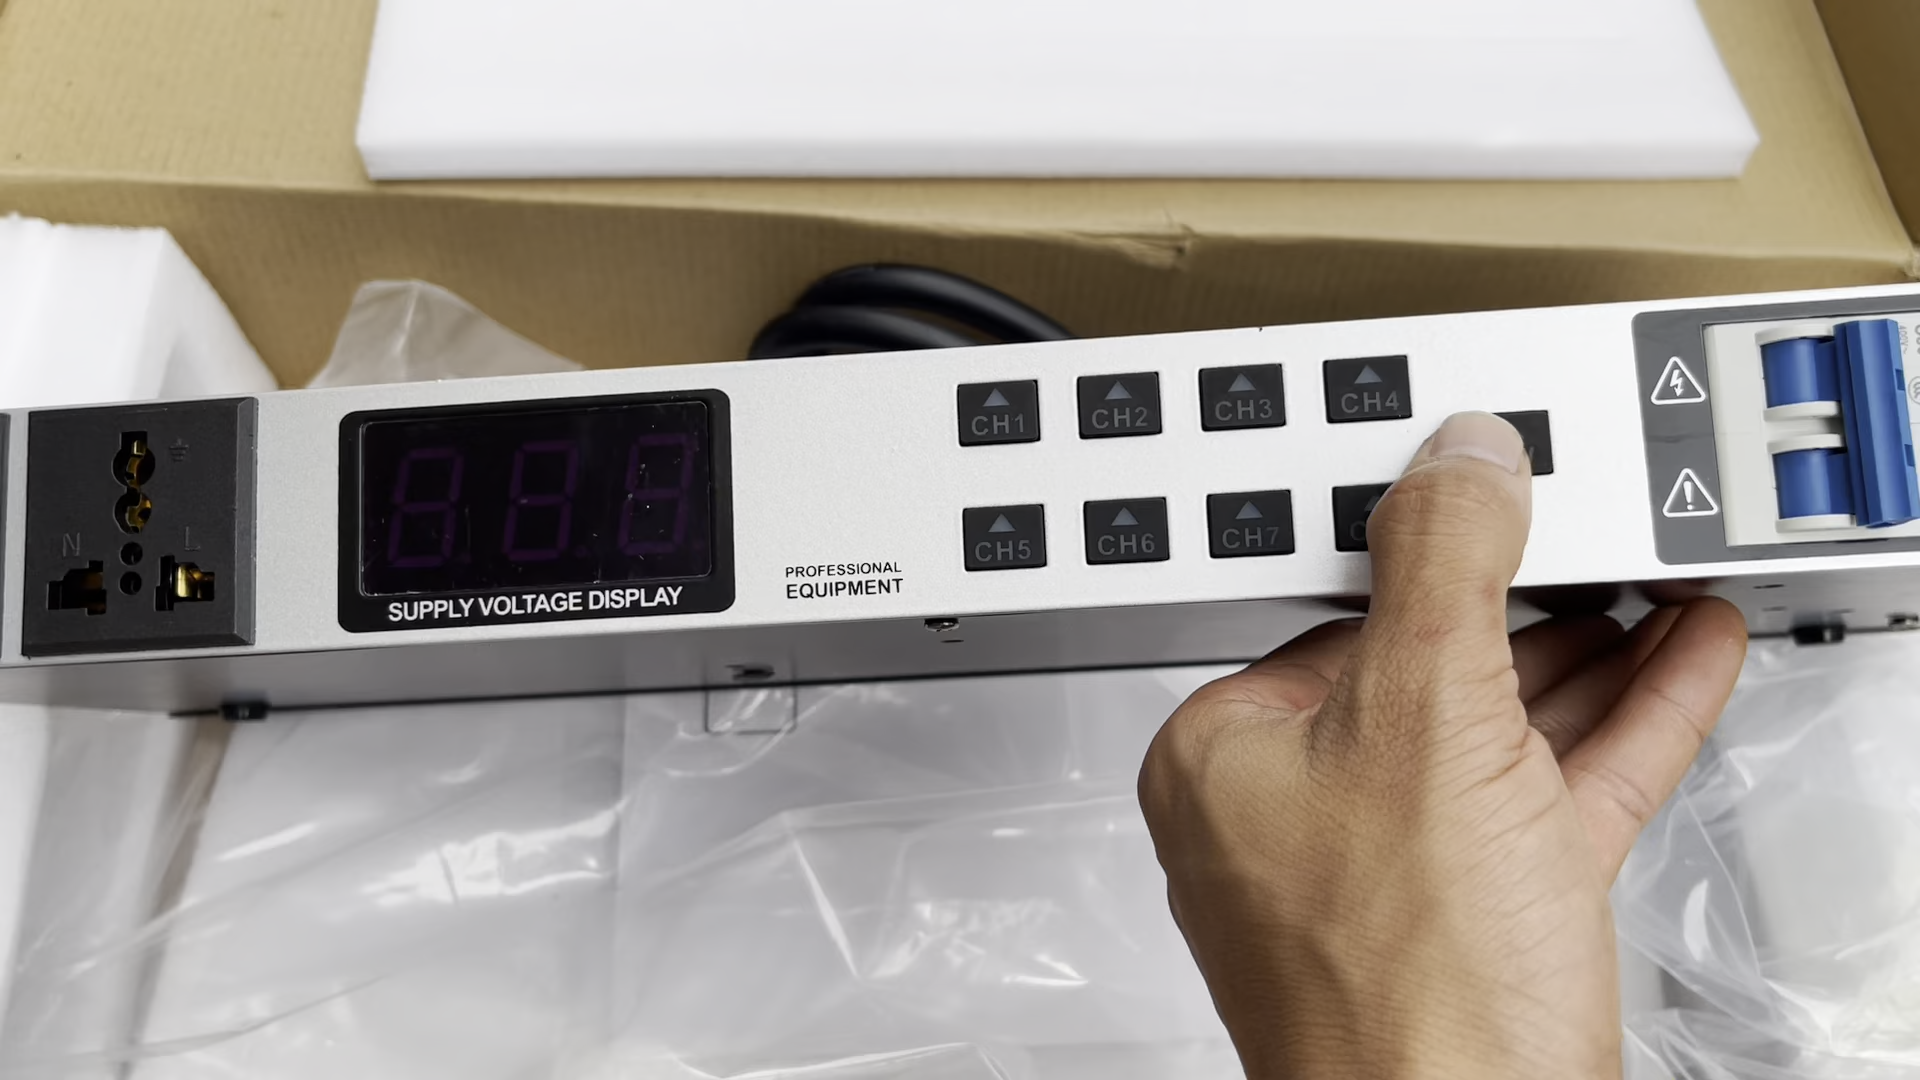 N L
SUPPLY VOLTAGE DISPLAY
PROFESSIONAL
EQUIPMENT
CH1 CH2 CH3 CH4
CH5 CH6 CH7